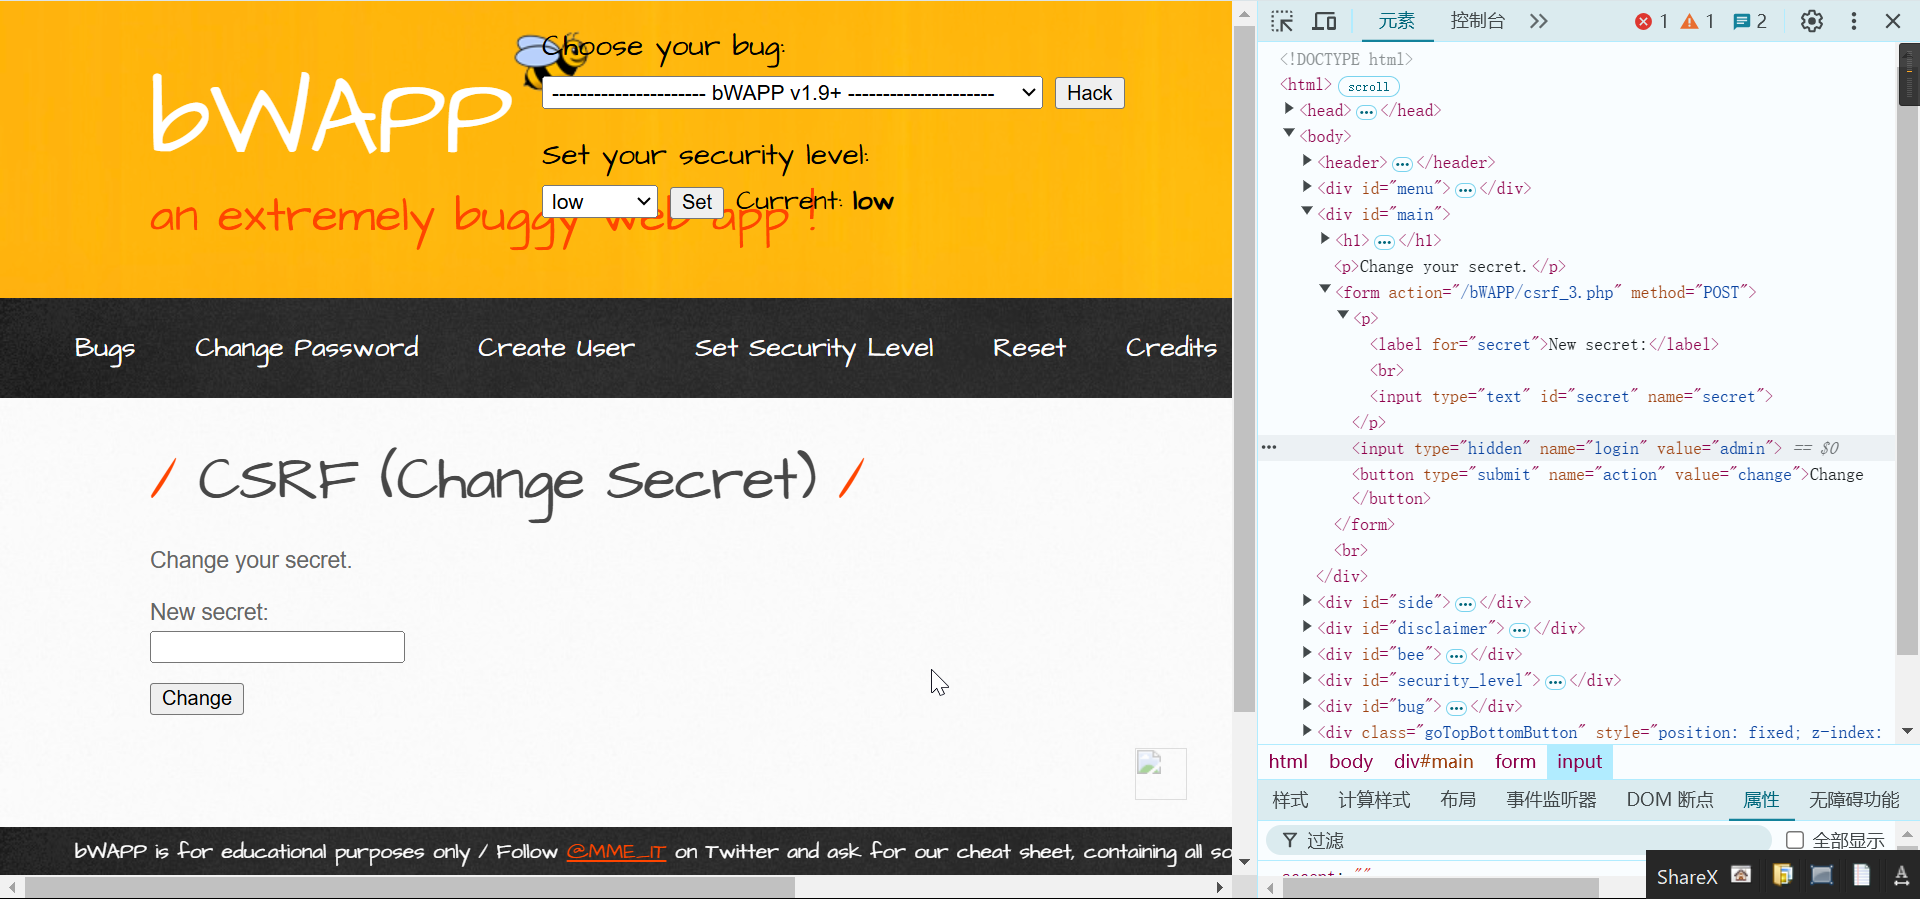 Choose your bug:
---------------------- bWAPP v1.9+ ---------------------
Hack
bWAPP
Set your security level:
low
Set
Current: low
an extremely buggy web app !
Bugs
Change Password
Create User
Set Security Level
Reset
Credits
/ CSRF (Change Secret) /
Change your secret.
New secret:
Change
bWAPP is for educational purposes only / Follow @MME_IT on Twitter and ask for our cheat sheet, containing all so
元素
控制台
1
1
2
<!DOCTYPE html>
<html> scroll
<head> ••• </head>
<body>
<header> ••• </header>
<div id="menu"> ••• </div>
<div id="main">
<h1> ••• </h1>
<p>Change your secret.</p>
<form action="/bWAPP/csrf_3.php" method="POST">
<p>
<label for="secret">New secret:</label>
<br>
<input type="text" id="secret" name="secret">
</p>
<input type="hidden" name="login" value="admin"> == $0
<button type="submit" name="action" value="change">Change
</button>
</form>
<br>
</div>
<div id="side"> ••• </div>
<div id="disclaimer"> ••• </div>
<div id="bee"> ••• </div>
<div id="security_level"> ••• </div>
<div id="bug"> ••• </div>
<div class="goTopBottomButton" style="position: fixed; z-index:
html
body
div#main
form
input
样式
计算样式
布局
事件监听器
DOM 断点
属性
无障碍功能
过滤
全部显示
ShareX